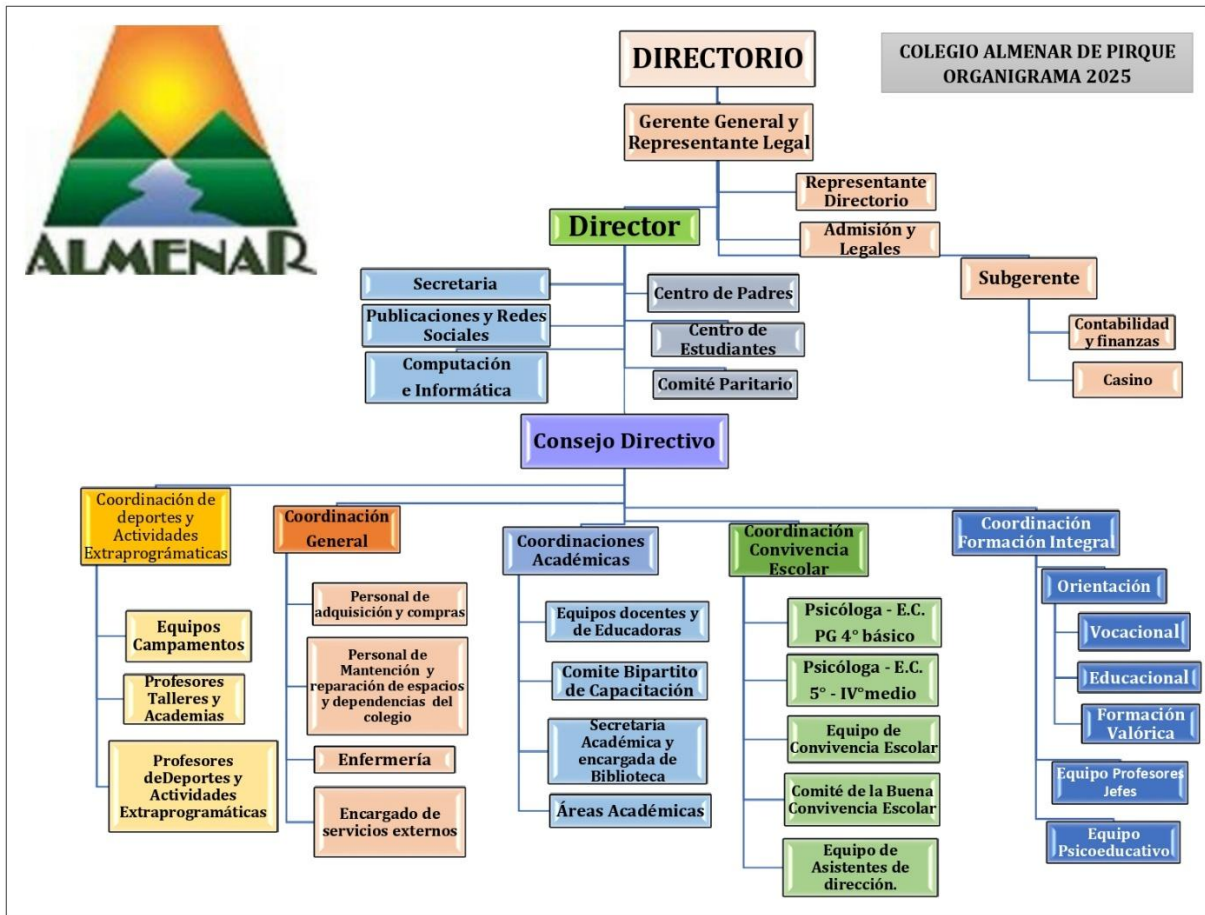 ALMENAR
DIRECTORIO
COLEGIO ALMENAR DE PIRQUE
ORGANIGRAMA 2025
Gerente General y
Representante Legal
Representante
Directorio
Director
Admisión y
Legales
Subgerente
Secretaria
Centro de Padres
Publicaciones y Redes
Sociales
Centro de
Estudiantes
Contabilidad
y finanzas
Computación
e Informática
Comité Paritario
Casino
Consejo Directivo
Coordinación de
deportes y
Actividades
Extraprográmaticas
Equipos
Campamentos
Profesores
Talleres y
Academias
Profesores
deDeportes y
Actividades
Extraprogramáticas
Coordinación
General
Personal de
adquisición y compras
Personal de
Mantención y
reparación de espacios
y dependencias del
colegio
Enfermería
Encargado de
servicios externos
Coordinaciones
Académicas
Equipos docentes y
de Educadoras
Comite Bipartito
de Capacitación
Secretaria
Académica y
encargada de
Biblioteca
Áreas Académicas
Coordinación
Convivencia
Escolar
Psicóloga - E.C.
PG 4° básico
Psicóloga - E.C.
5° - IV°medio
Equipo de
Convivencia Escolar
Comité de la Buena
Convivencia Escolar
Equipo de
Asistentes de
dirección.
Coordinación
Formación Integral
Orientación
Vocacional
Educacional
Formación
Valórica
Equipo Profesores
Jefes
Equipo
Psicoeducativo